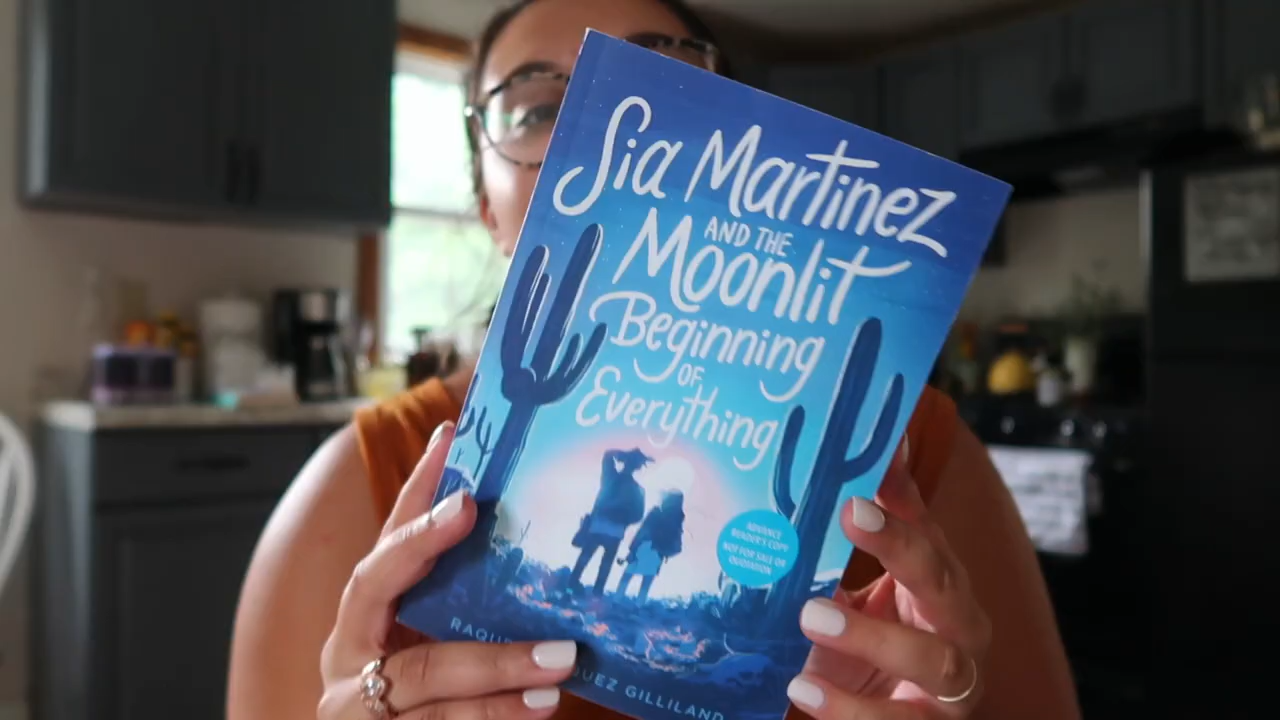 Sia Martinez
AND THE
Moonlit
Beginning
OF
Everything
ADVANCE
READER'S COPY
NOT FOR SALE OR
QUOTATION
GILLILAND